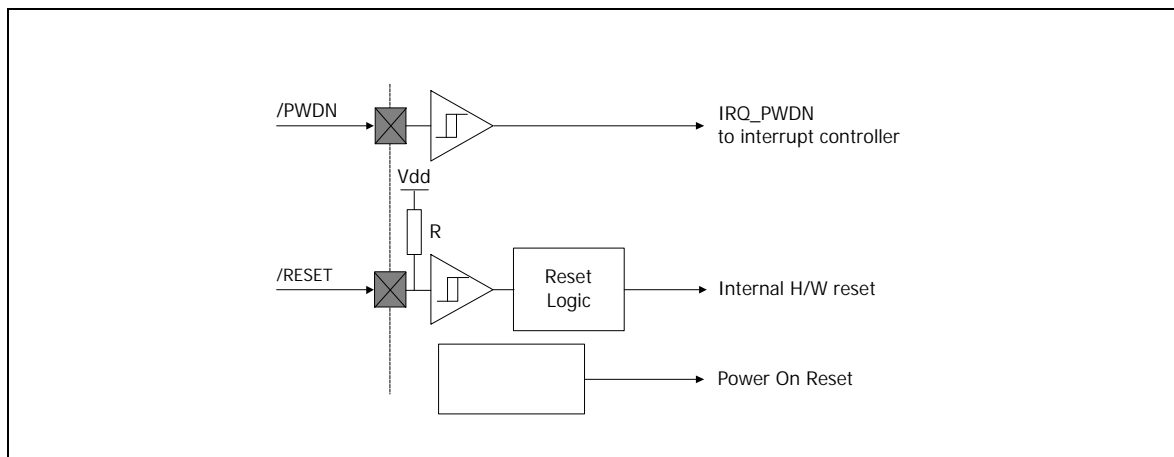 /PWDN
IRQ_PWDN
to interrupt controller
Vdd
R
/RESET
Reset
Logic
Internal H/W reset
Power On Reset